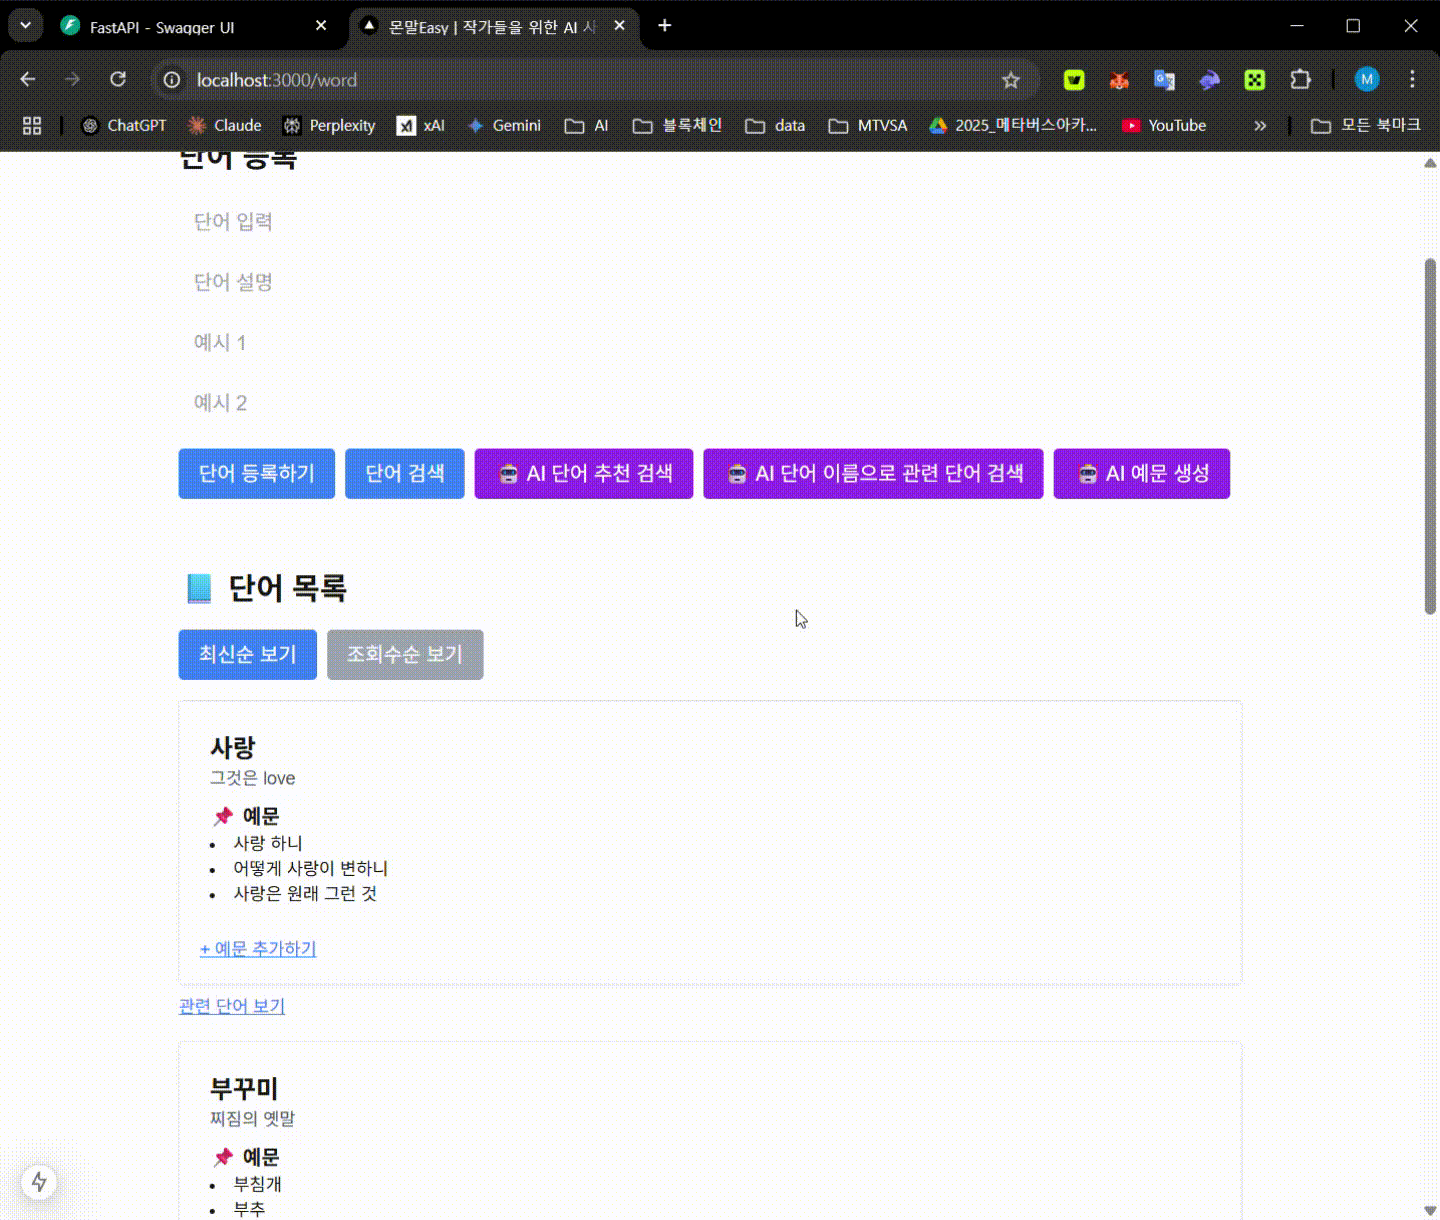 FastAPI - Swagger UI
몬말Easy | 작가들을 위한 AI 사
localhost:3000/word
M
ChatGPT
Claude
Perplexity
xAI
Gemini
AI
블록체인
data
MTVSA
2025_메타버스아카...
YouTube
모든 북마크
단어 등록
단어 입력
단어 설명
예시 1
예시 2
단어 등록하기
단어 검색
AI 단어 추천 검색
AI 단어 이름으로 관련 단어 검색
AI 예문 생성
단어 목록
최신순 보기
조회수순 보기
사랑
그것은 love
예문
사랑 하니
어떻게 사랑이 변하니
사랑은 원래 그런 것
+ 예문 추가하기
관련 단어 보기
부꾸미
찌짐의 옛말
예문
부침개
부추